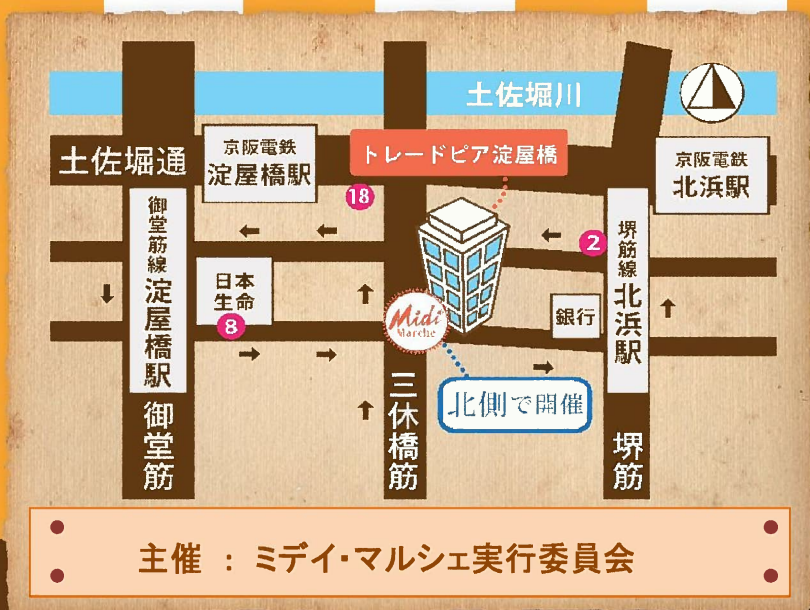 土佐堀川
土佐堀通
京阪電鉄
淀屋橋駅
トレードピア淀屋橋
京阪電鉄
北浜駅
18
2
御堂筋線
淀屋橋駅
日本
生命
8
堺筋線
北浜駅
銀行
Midi
Marche
北側で開催
御堂筋
三休橋筋
堺筋
主催 : ミデイ・マルシェ実行委員会